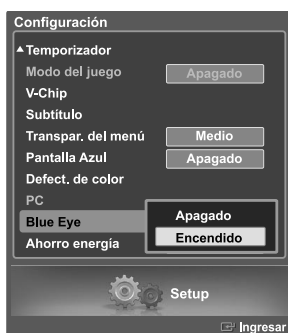 Configuración
Temporizador
Modo del juego Apagado
V-Chip
Subtítulo
Transpar. del menú Medio
Pantalla Azul Apagado
Defect. de color
PC
Blue Eye Apagado
Encendido
Ahorro energía
Setup
Ingresar